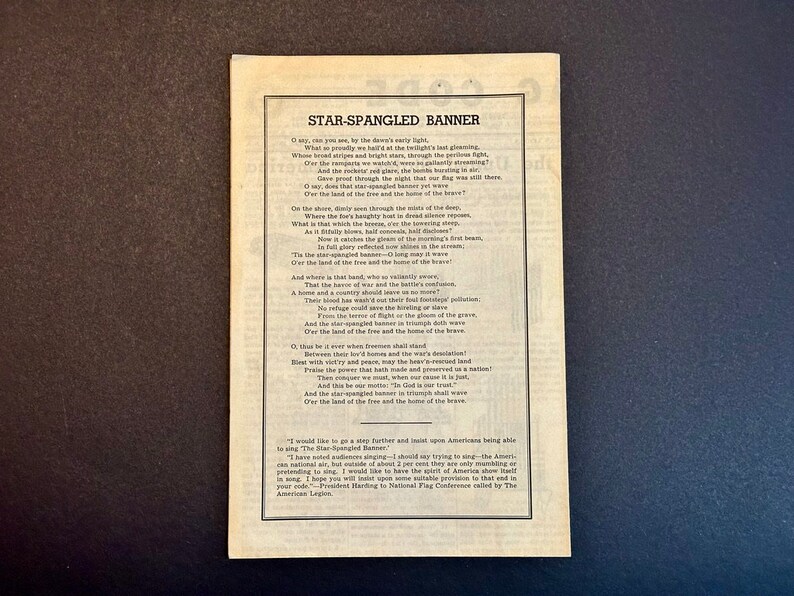 STAR-SPANGLED BANNER
O say, can you see, by the dawn's early light,
What so proudly we hail'd at the twilight's last gleaming,
Whose broad stripes and bright stars, through the perilous fight,
O'er the ramparts we watch'd, were so gallantly streaming?
And the rockets' red glare, the bombs bursting in air,
Gave proof through the night that our flag was still there.
O say, does that star-spangled banner yet wave
O'er the land of the free and the home of the brave?
On the shore, dimly seen through the mists of the deep,
Where the foe's haughty host in dread silence reposes,
What is that which the breeze, o'er the towering steep,
As it fitfully blows, half conceals, half discloses?
Now it catches the gleam of the morning's first beam,
In full glory reflected now shines in the stream;
'Tis the star-spangled banner—O long may it wave
O'er the land of the free and the home of the brave!
And where is that band, who so valiantly swore,
That the havoc of war and the battle's confusion,
A home and a country should leave us no more?
Their blood has wash'd out their foul footsteps' pollution;
No refuge could save the hireling or slave
From the terror of flight or the gloom of the grave,
And the star-spangled banner in triumph doth wave
O'er the land of the free and the home of the brave.
O, thus be it ever when freemen shall stand
Between their lov'd homes and the war's desolation!
Blest with vict'ry and peace, may the heav'n-rescued land
Praise the power that hath made and preserved us a nation!
Then conquer we must, when our cause it is just,
And this be our motto: "In God is our trust."
And the star-spangled banner in triumph shall wave
O'er the land of the free and the home of the brave.
"I would like to go a step further and insist upon Americans being able
to sing 'The Star-Spangled Banner.'
"I have noted audiences singing—I should say trying to sing—the Ameri-
can national air, but outside of about 2 per cent they are only mumbling or
pretending to sing. I would like to have the spirit of America show itself
in song. I hope you will insist upon some suitable provision to that end in
your code."—President Harding to National Flag Conference called by The
American Legion.